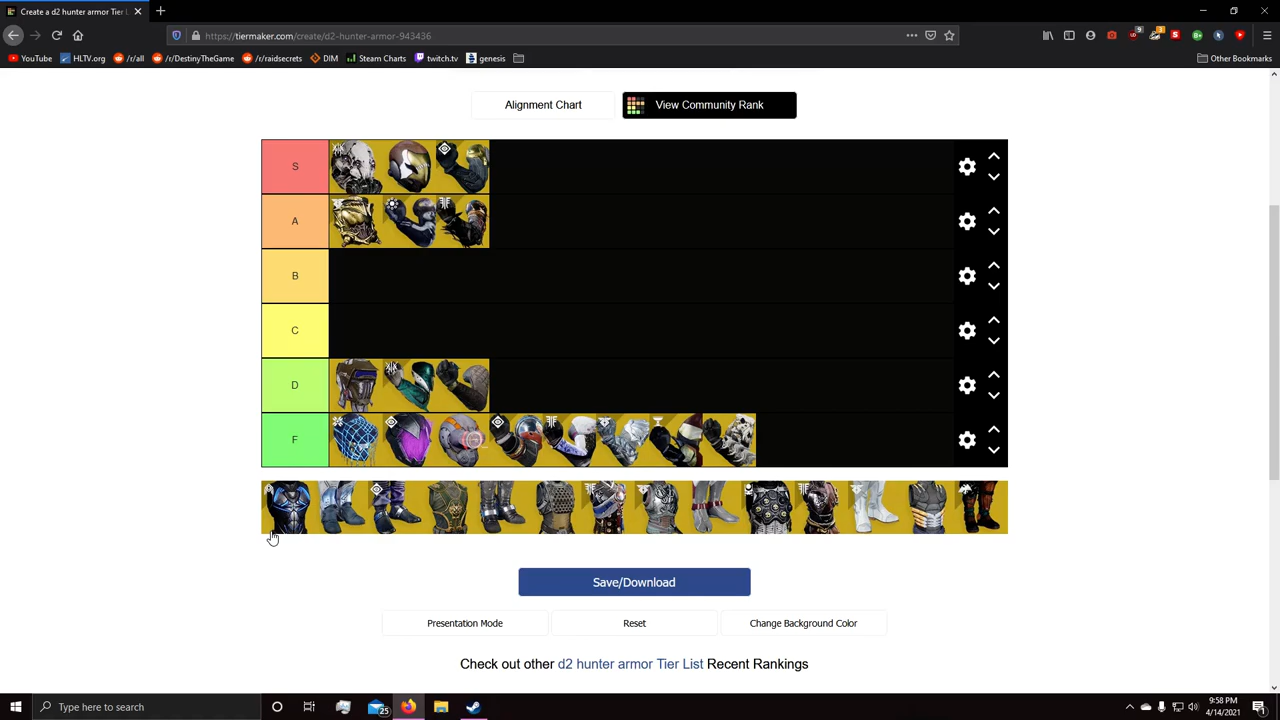 Create a d2 hunter armor Tier L
https://tiermaker.com/create/d2-hunter-armor-943436
YouTube HLTV.org /r/all /r/DestinyTheGame /r/raidsecrets DIM Steam Charts twitch.tv genesis Other Bookmarks
Alignment Chart View Community Rank
S
A
B
C
D
F
Save/Download
Presentation Mode Reset Change Background Color
Check out other d2 hunter armor Tier List Recent Rankings
Type here to search
25
9:58 PM
4/14/2021